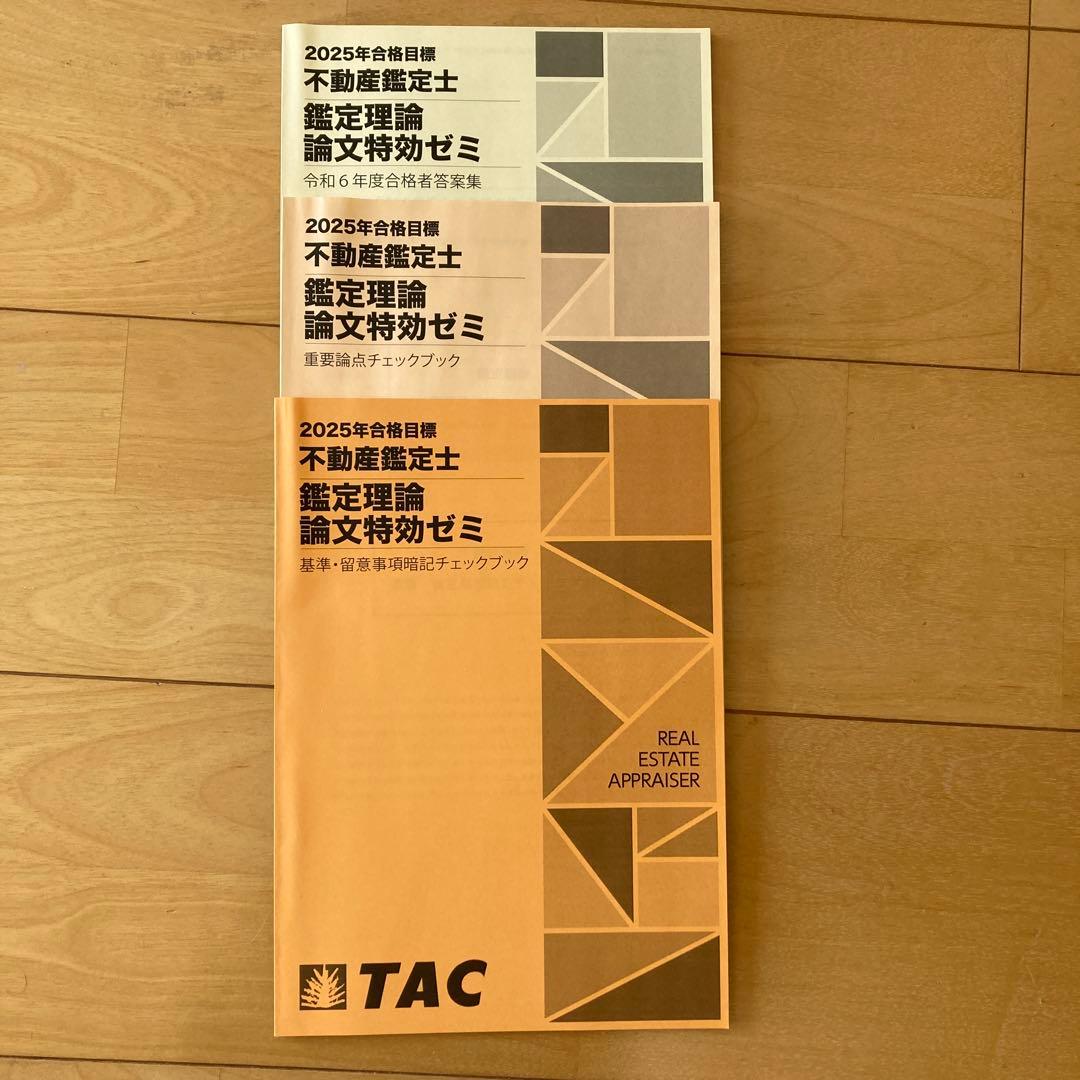 2025年合格目標
不動産鑑定士
鑑定理論
論文特効ゼミ
令和6年度合格者答案集
2025年合格目標
不動産鑑定士
鑑定理論
論文特効ゼミ
重要論点チェックブック
2025年合格目標
不動産鑑定士
鑑定理論
論文特効ゼミ
基準・留意事項暗記チェックブック
REAL
ESTATE
APPRAISER
TAC